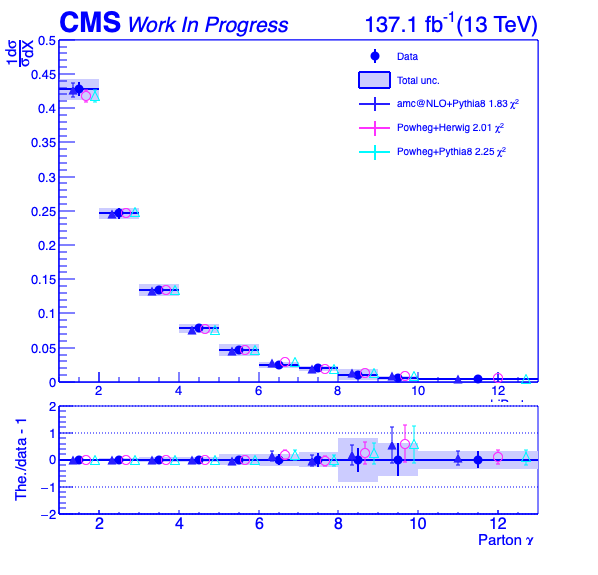 CMS Work In Progress 137.1 fb-1(13 TeV)
1dσ
σdX
Data
Total unc.
amc@NLO+Pythia8 1.83 χ²
Powheg+Herwig 2.01 χ²
Powheg+Pythia8 2.25 χ²
0.5
0.45
0.4
0.35
0.3
0.25
0.2
0.15
0.1
0.05
0
2 4 6 8 10 12
The./data - 1
2
1
0
−1
−2
2 4 6 8 10 12
Parton γ